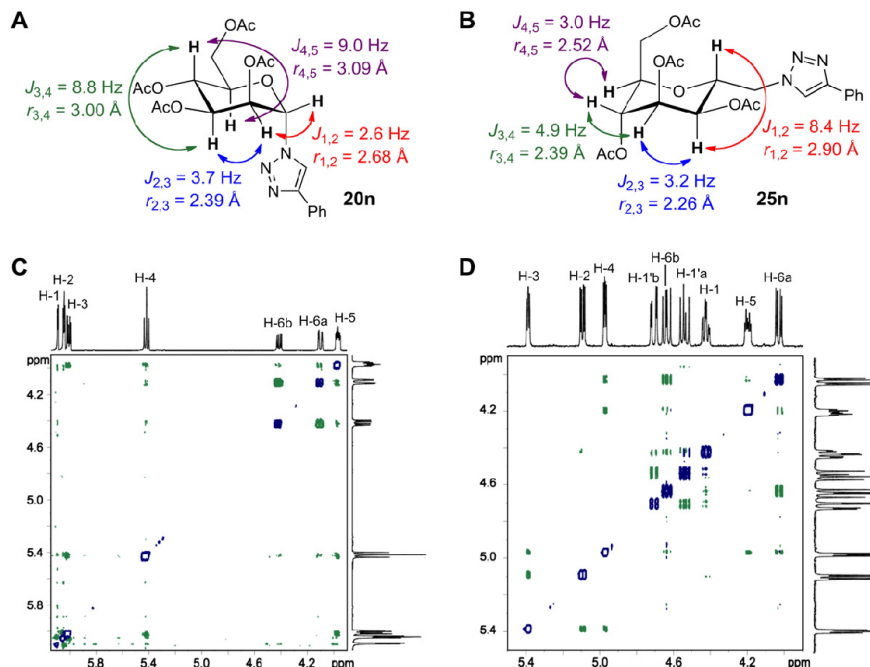 A
OAc
J4,5 = 9.0 Hz
r4,5 = 3.09 Å
H
OAc
J3,4 = 8.8 Hz
r3,4 = 3.00 Å
AcO
AcO
O
H
H
H
H
J1,2 = 2.6 Hz
r1,2 = 2.68 Å
J2,3 = 3.7 Hz
r2,3 = 2.39 Å
N
N
N
Ph
20n
B
J4,5 = 3.0 Hz
r4,5 = 2.52 Å
OAc
H
OAc
N
N
N
Ph
H
H
O
OAc
J3,4 = 4.9 Hz
r3,4 = 2.39 Å
AcO
H
H
J1,2 = 8.4 Hz
r1,2 = 2.90 Å
J2,3 = 3.2 Hz
r2,3 = 2.26 Å
25n
C
H-2
H-1
H-3
H-4
H-6b
H-6a
H-5
ppm
4.2
4.6
5.0
5.4
5.8
5.8
5.4
5.0
4.6
4.2
ppm
D
H-6b
H-3
H-2
H-4
H-1'b
H-1'a
H-1
H-5
H-6a
ppm
4.2
4.6
5.0
5.4
5.4
5.0
4.6
4.2
ppm